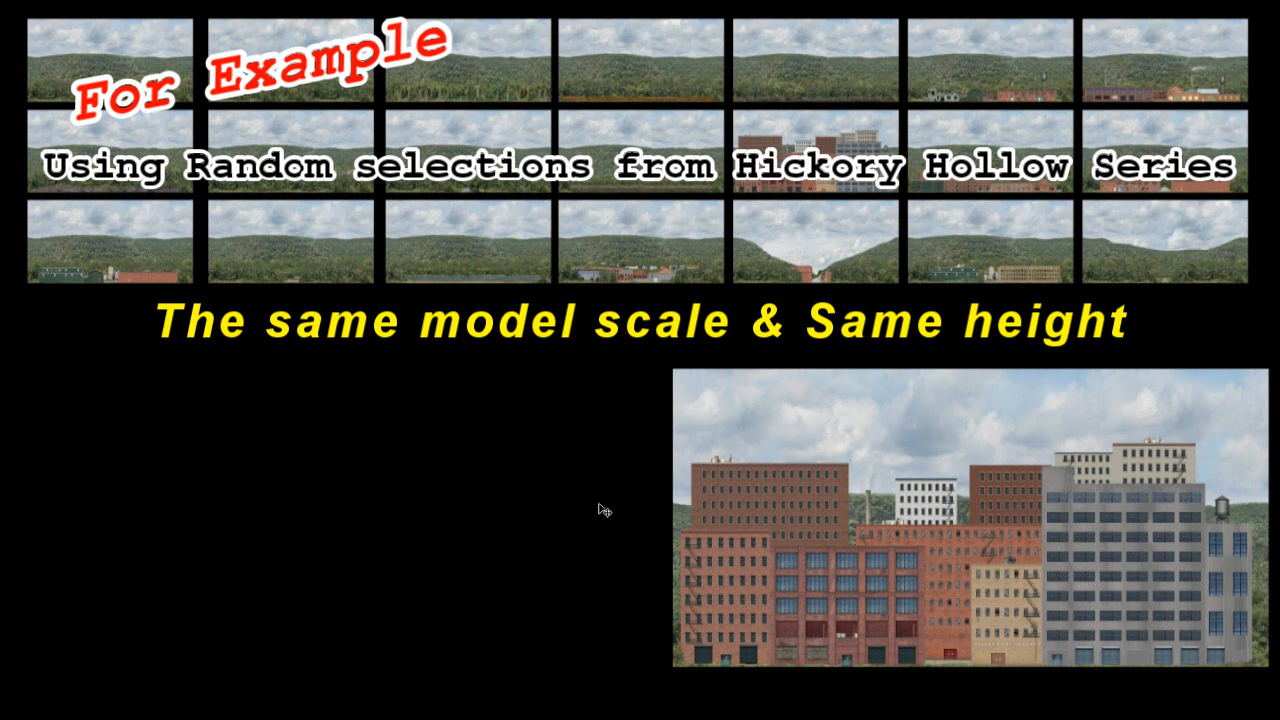 For Example
Using Random selections from Hickory Hollow Series
The same model scale & Same height